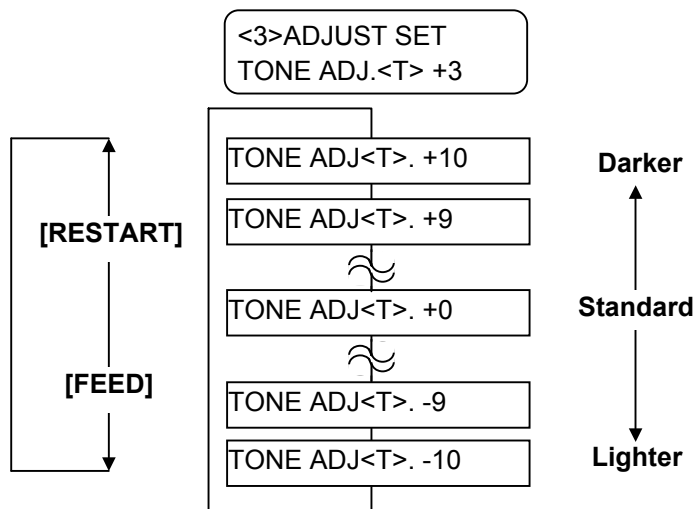 <3>ADJUST SET
TONE ADJ.<T> +3
TONE ADJ<T>. +10
Darker
TONE ADJ<T>. +9
[RESTART]
TONE ADJ<T>. +0
Standard
[FEED]
TONE ADJ<T>. -9
TONE ADJ<T>. -10
Lighter